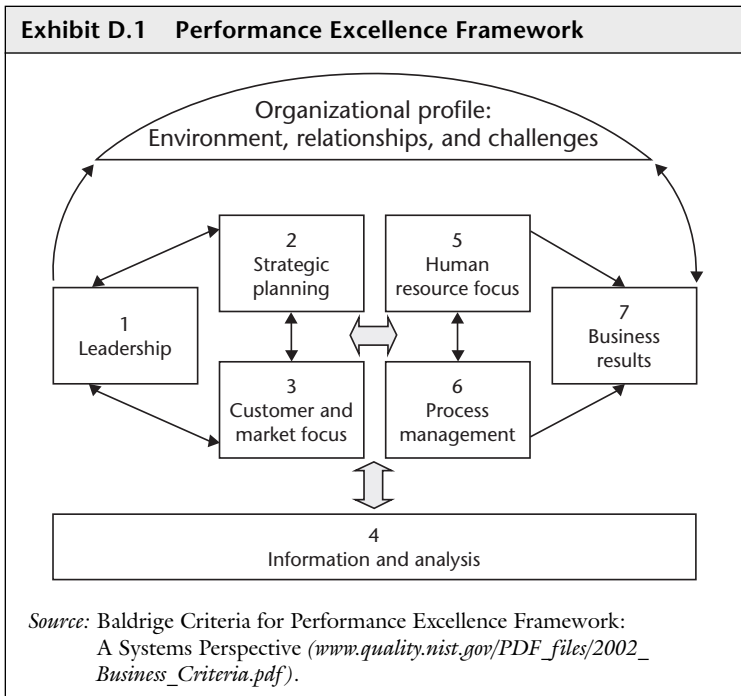 Exhibit D.1 Performance Excellence Framework
Organizational profile:
Environment, relationships, and challenges
1
Leadership
2
Strategic
planning
3
Customer and
market focus
5
Human
resource focus
6
Process
management
7
Business
results
4
Information and analysis
Source: Baldrige Criteria for Performance Excellence Framework:
A Systems Perspective (www.quality.nist.gov/PDF_files/2002_
Business_Criteria.pdf).